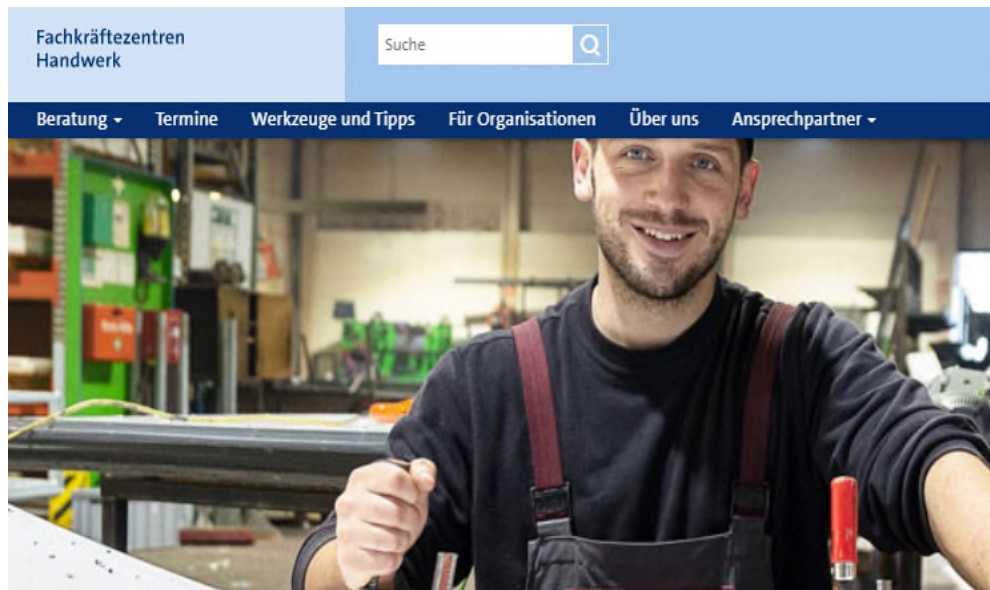 Fachkräftezentren
Handwerk
Suche
Beratung Termine Werkzeuge und Tipps Für Organisationen Über uns Ansprechpartner